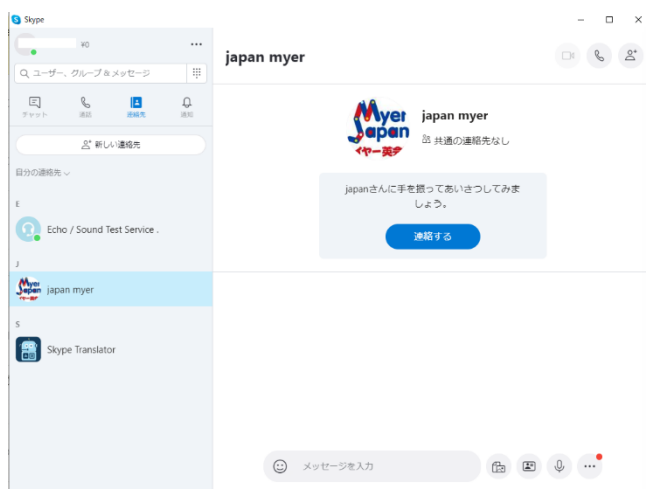 Skype
¥0
ユーザー、グループ & メッセージ
チャット
通話
連絡先
通知
新しい連絡先
自分の連絡先
E
Echo / Sound Test Service .
J
Myer
Japan
japan myer
S
Skype Translator
japan myer
Myer
Japan
イヤー英会
japan myer
共通の連絡先なし
japanさんに手を振ってあいさつしてみま
しょう。
連絡する
メッセージを入力